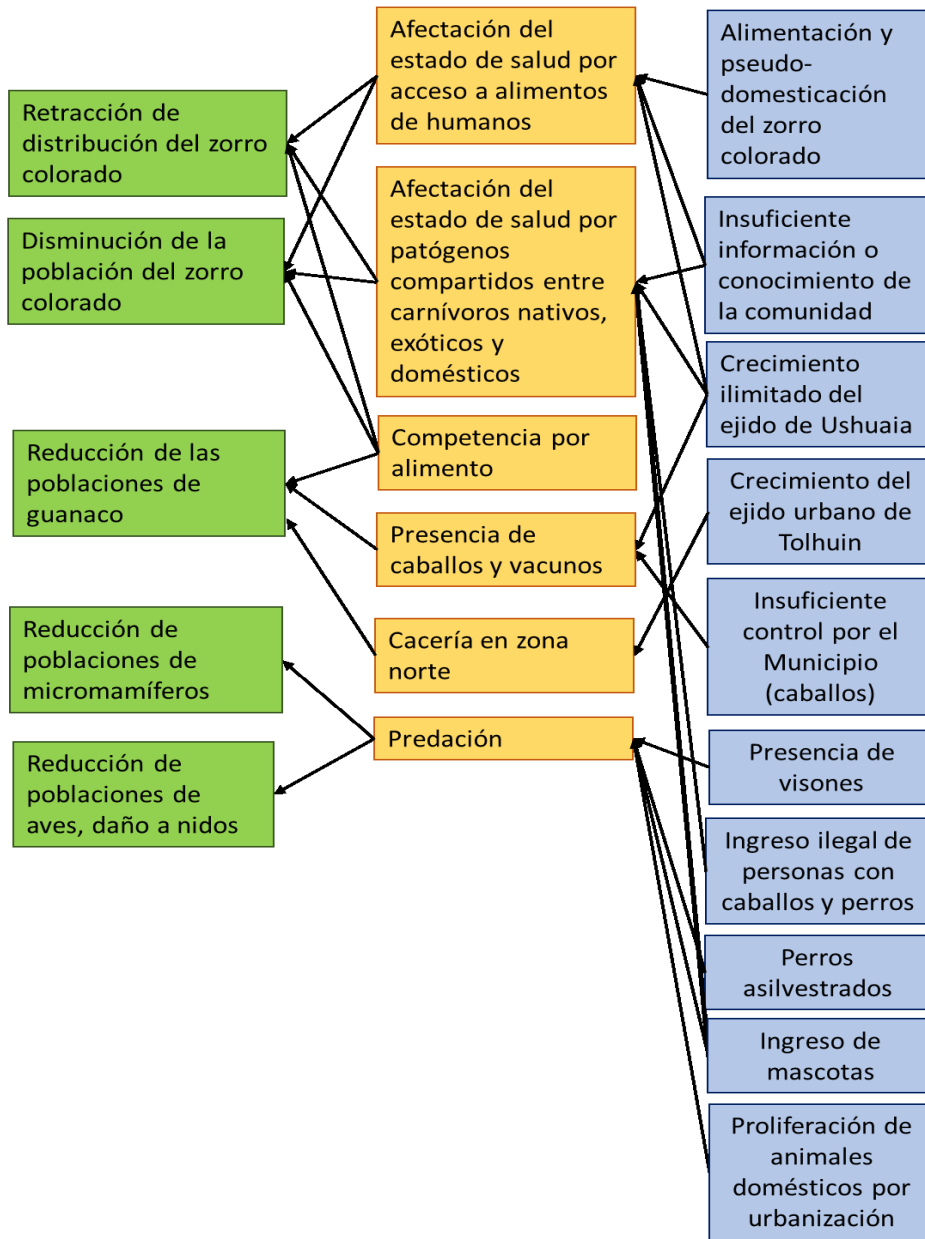 Retracción de
distribución del zorro
colorado
Disminución de la
población del zorro
colorado
Reducción de las
poblaciones de
guanaco
Reducción de
poblaciones de
micromamíferos
Reducción de
poblaciones de
aves, daño a nidos
Afectación del
estado de salud por
acceso a alimentos
de humanos
Afectación del
estado de salud por
patógenos
compartidos entre
carnívoros nativos,
exóticos y
domésticos
Competencia por
alimento
Presencia de
caballos y vacunos
Cacería en zona
norte
Predación
Alimentación y
pseudo-
domesticación
del zorro
colorado
Insuficiente
información o
conocimiento de
la comunidad
Crecimiento
ilimitado del
ejido de Ushuaia
Crecimiento del
ejido urbano de
Tolhuin
Insuficiente
control por el
Municipio
(caballos)
Presencia de
visones
Ingreso ilegal de
personas con
caballos y perros
Perros
asilvestrados
Ingreso de
mascotas
Proliferación de
animales
domésticos por
urbanización